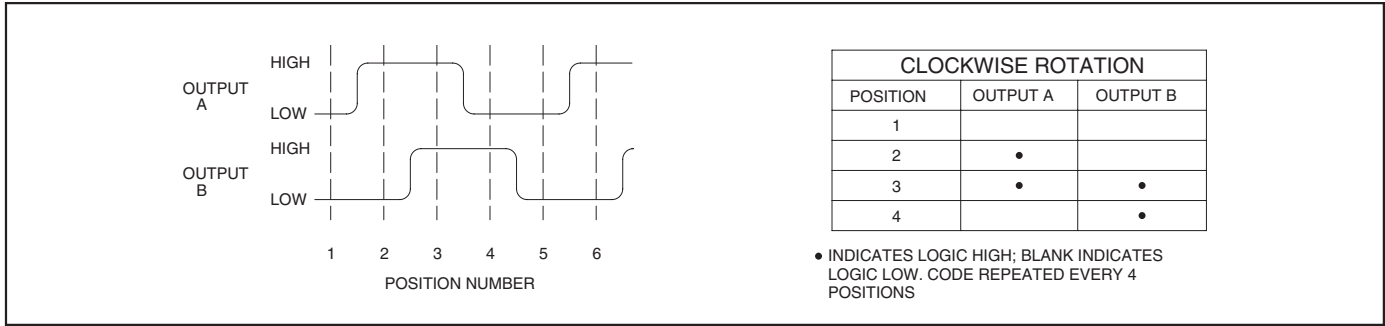 HIGH
OUTPUT
A
LOW
HIGH
OUTPUT
B
LOW
1 2 3 4 5 6
POSITION NUMBER
CLOCKWISE ROTATION
POSITION OUTPUT A OUTPUT B
1
2 •
3 • •
4 •
• INDICATES LOGIC HIGH; BLANK INDICATES
LOGIC LOW. CODE REPEATED EVERY 4
POSITIONS